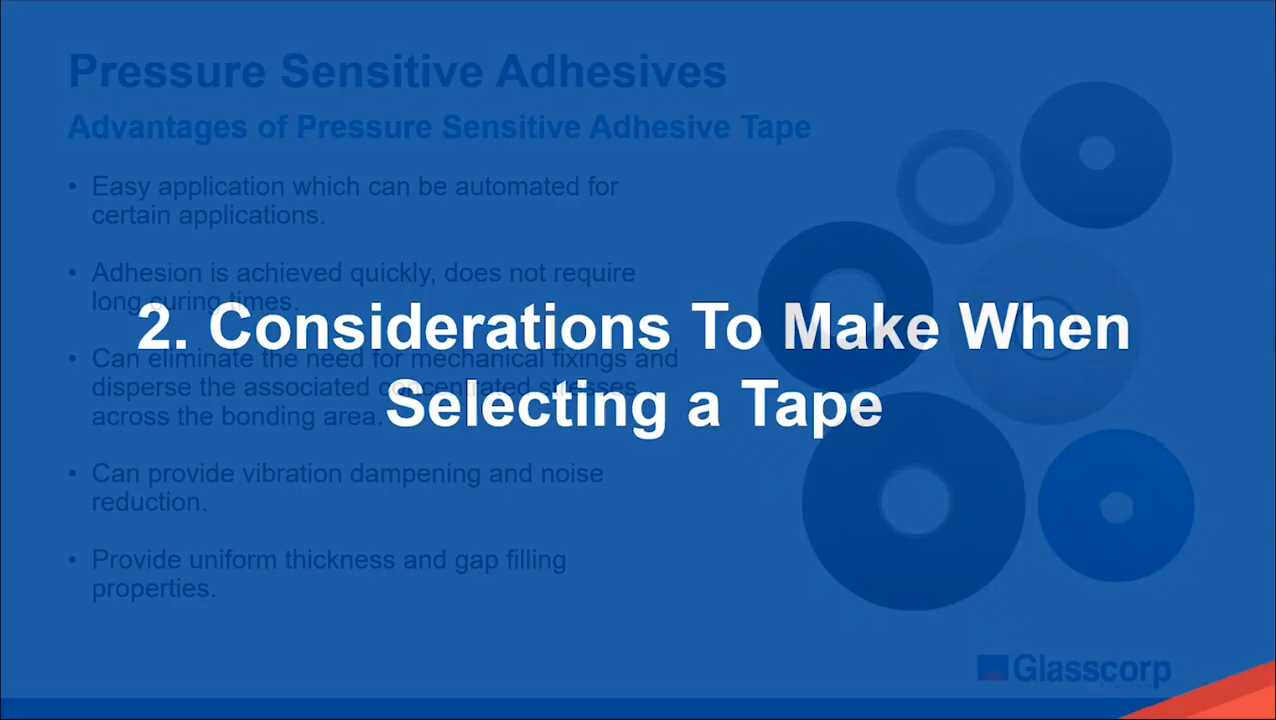 Pressure Sensitive Adhesives
Advantages of Pressure Sensitive Adhesive Tape
• Easy application which can be automated for
certain applications.
• Adhesion is achieved quickly, does not require
long curing times.
2. Considerations To Make When
Selecting a Tape
• Can eliminate the need for mechanical fixings and
disperse the associated concentrated stresses
across the bonding area.
• Can provide vibration dampening and noise
reduction.
• Provide uniform thickness and gap filling
properties.
Glasscorp